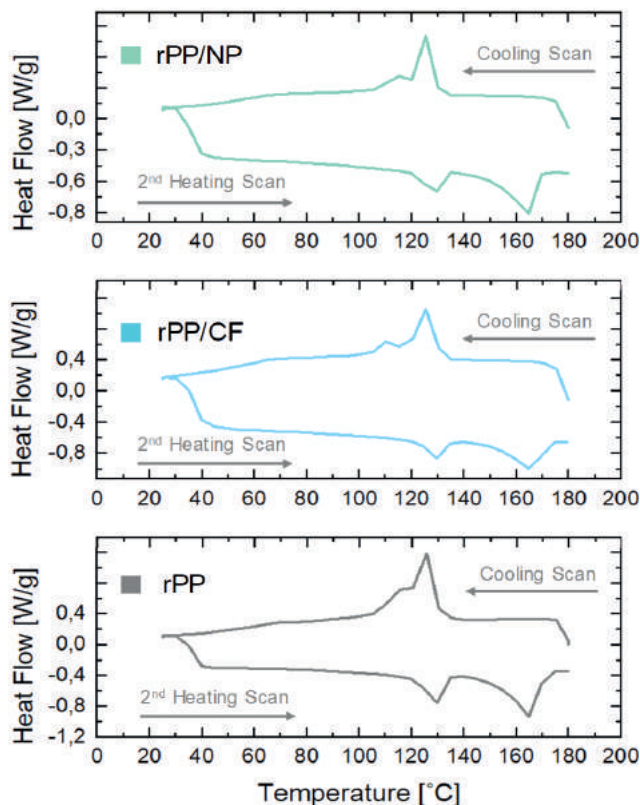 rPP/NP
Cooling Scan
Heat Flow [W/g]
0,0
-0,3
-0,6
-0,8
2nd Heating Scan
0 20 40 60 80 100 120 140 160 180 200
rPP/CF
Cooling Scan
Heat Flow [W/g]
0,4
0,0
-0,4
-0,8
2nd Heating Scan
0 20 40 60 80 100 120 140 160 180 200
rPP
Cooling Scan
Heat Flow [W/g]
0,4
0,0
-0,4
-0,8
-1,2
2nd Heating Scan
0 20 40 60 80 100 120 140 160 180 200
Temperature [°C]